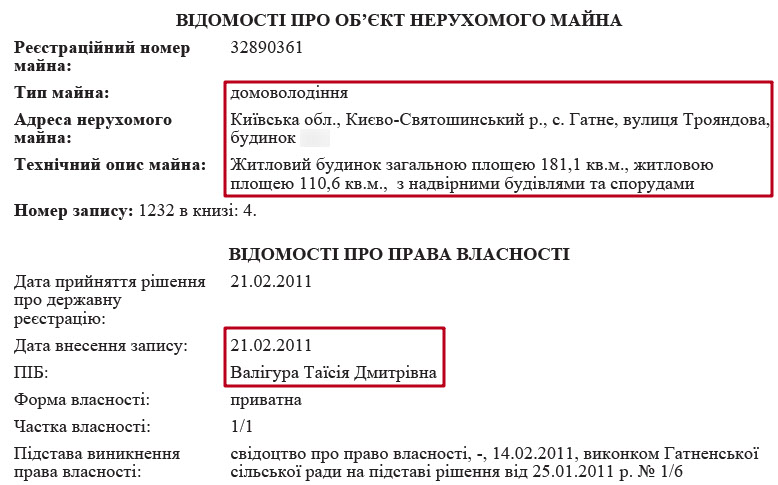 ВІДОМОСТІ ПРО ОБ’ЄКТ НЕРУХОМОГО МАЙНА
Реєстраційний номер майна: 32890361
Тип майна: домоволодіння
Адреса нерухомого майна: Київська обл., Києво-Святошинський р., с. Гатне, вулиця Трояндова, будинок
Технічний опис майна: Житловий будинок загальною площею 181,1 кв.м., житловою площею 110,6 кв.м., з надвірними будівлями та спорудами
Номер запису: 1232 в книзі: 4.
ВІДОМОСТІ ПРО ПРАВА ВЛАСНОСТІ
Дата прийняття рішення про державну реєстрацію: 21.02.2011
Дата внесення запису: 21.02.2011
ПІБ: Валігура Таїсія Дмитрівна
Форма власності: приватна
Частка власності: 1/1
Підстава виникнення права власності: свідоцтво про право власності, -, 14.02.2011, виконком Гатненської сільської ради на підставі рішення від 25.01.2011 р. № 1/6